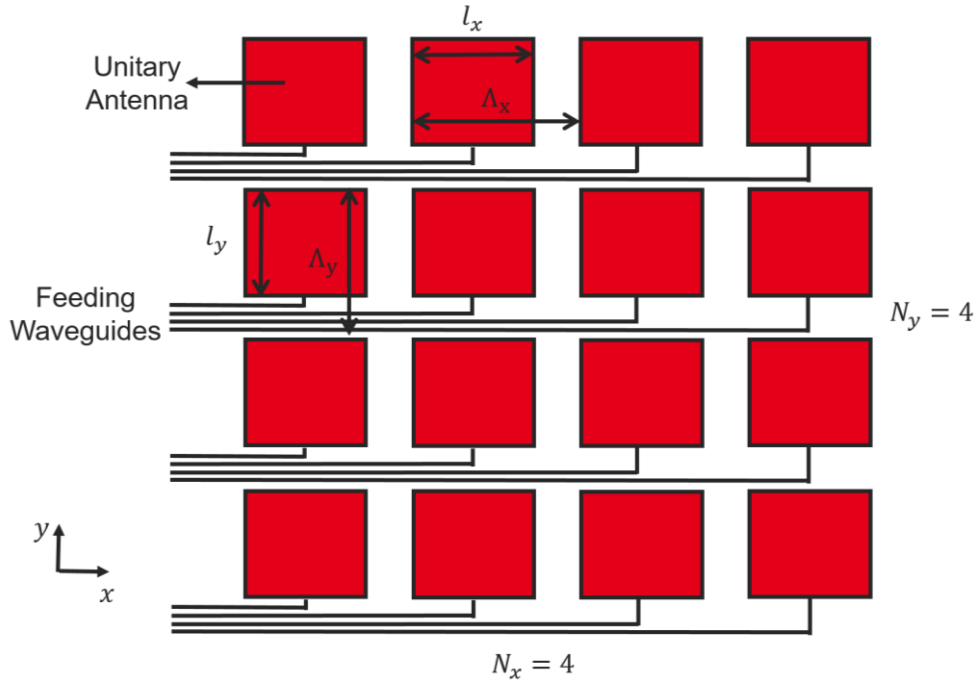 l_x
Unitary
Antenna
Λ_x
l_y
Λ_y
Feeding
Waveguides
N_y = 4
y
x
N_x = 4